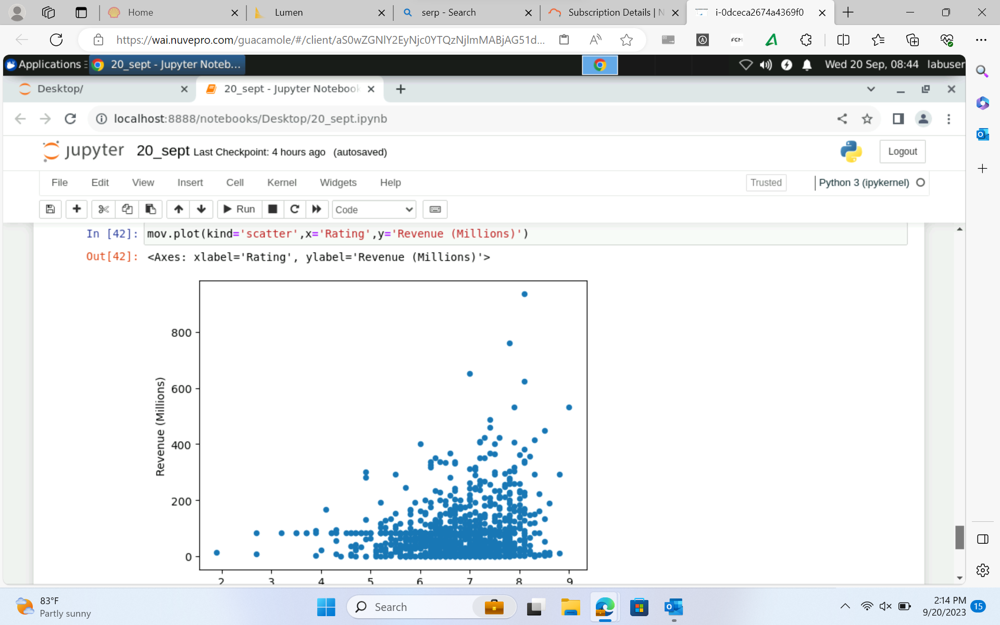 Home
Lumen
serp - Search
Subscription Details | N
i-0dceca2674a4369f0
https://wai.nuvepro.com/guacamole/#/client/aS0wZGNlY2EyNjc0YTQzNjlmMABjAG51d...
Applications
20_sept - Jupyter Noteb...
Wed 20 Sep, 08:44 labuser
Desktop/
20_sept - Jupyter Notebook
localhost:8888/notebooks/Desktop/20_sept.ipynb
jupyter 20_sept Last Checkpoint: 4 hours ago (autosaved)
Logout
File Edit View Insert Cell Kernel Widgets Help
Trusted
Python 3 (ipykernel)
Run
Code
In [42]: mov.plot(kind='scatter',x='Rating',y='Revenue (Millions)')
Out[42]: <Axes: xlabel='Rating', ylabel='Revenue (Millions)'>
800
600
400
200
0
Revenue (Millions)
2 3 4 5 6 7 8 9
83°F
Partly sunny
Search
2:14 PM
9/20/2023
15